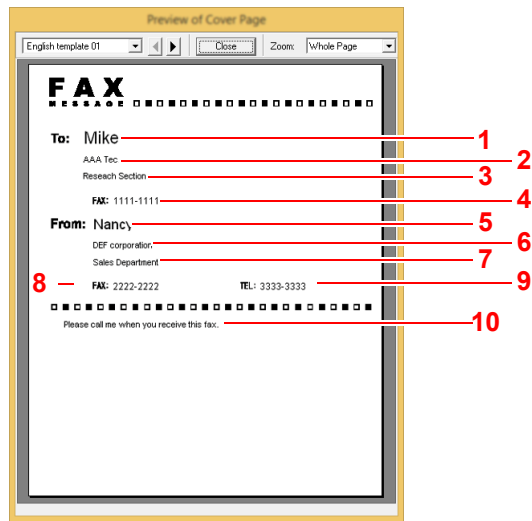 Preview of Cover Page
English template 01 Close Zoom: Whole Page
FAX
MESSAGE
To: Mike 1
AAA Tec 2
Reseach Section 3
FAX: 1111-1111 4
From: Nancy 5
DEF corporation 6
Sales Department 7
8 FAX: 2222-2222 TEL: 3333-3333 9
Please call me when you receive this fax. 10